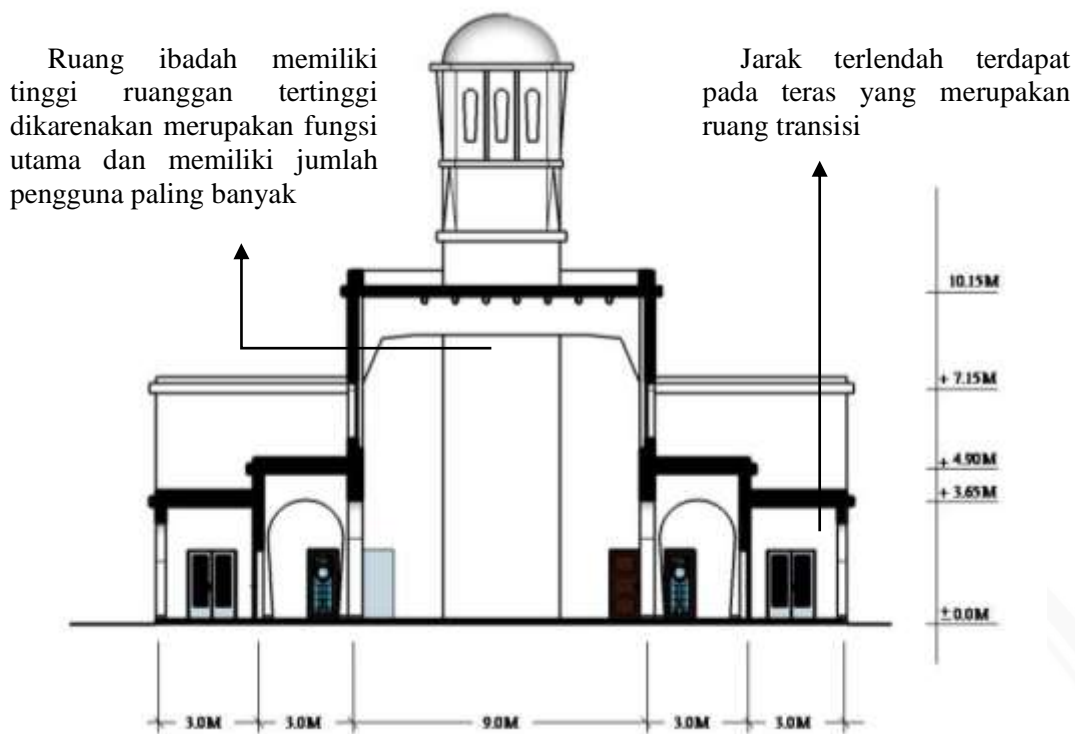 Ruang ibadah memiliki
tinggi ruanggan tertinggi
dikarenakan merupakan fungsi
utama dan memiliki jumlah
pengguna paling banyak
Jarak terlendah terdapat
pada teras yang merupakan
ruang transisi
10.15M
+ 7.15M
+ 4.90M
+ 3.65M
± 0.0M
3.0M 3.0M 9.0M 3.0M 3.0M